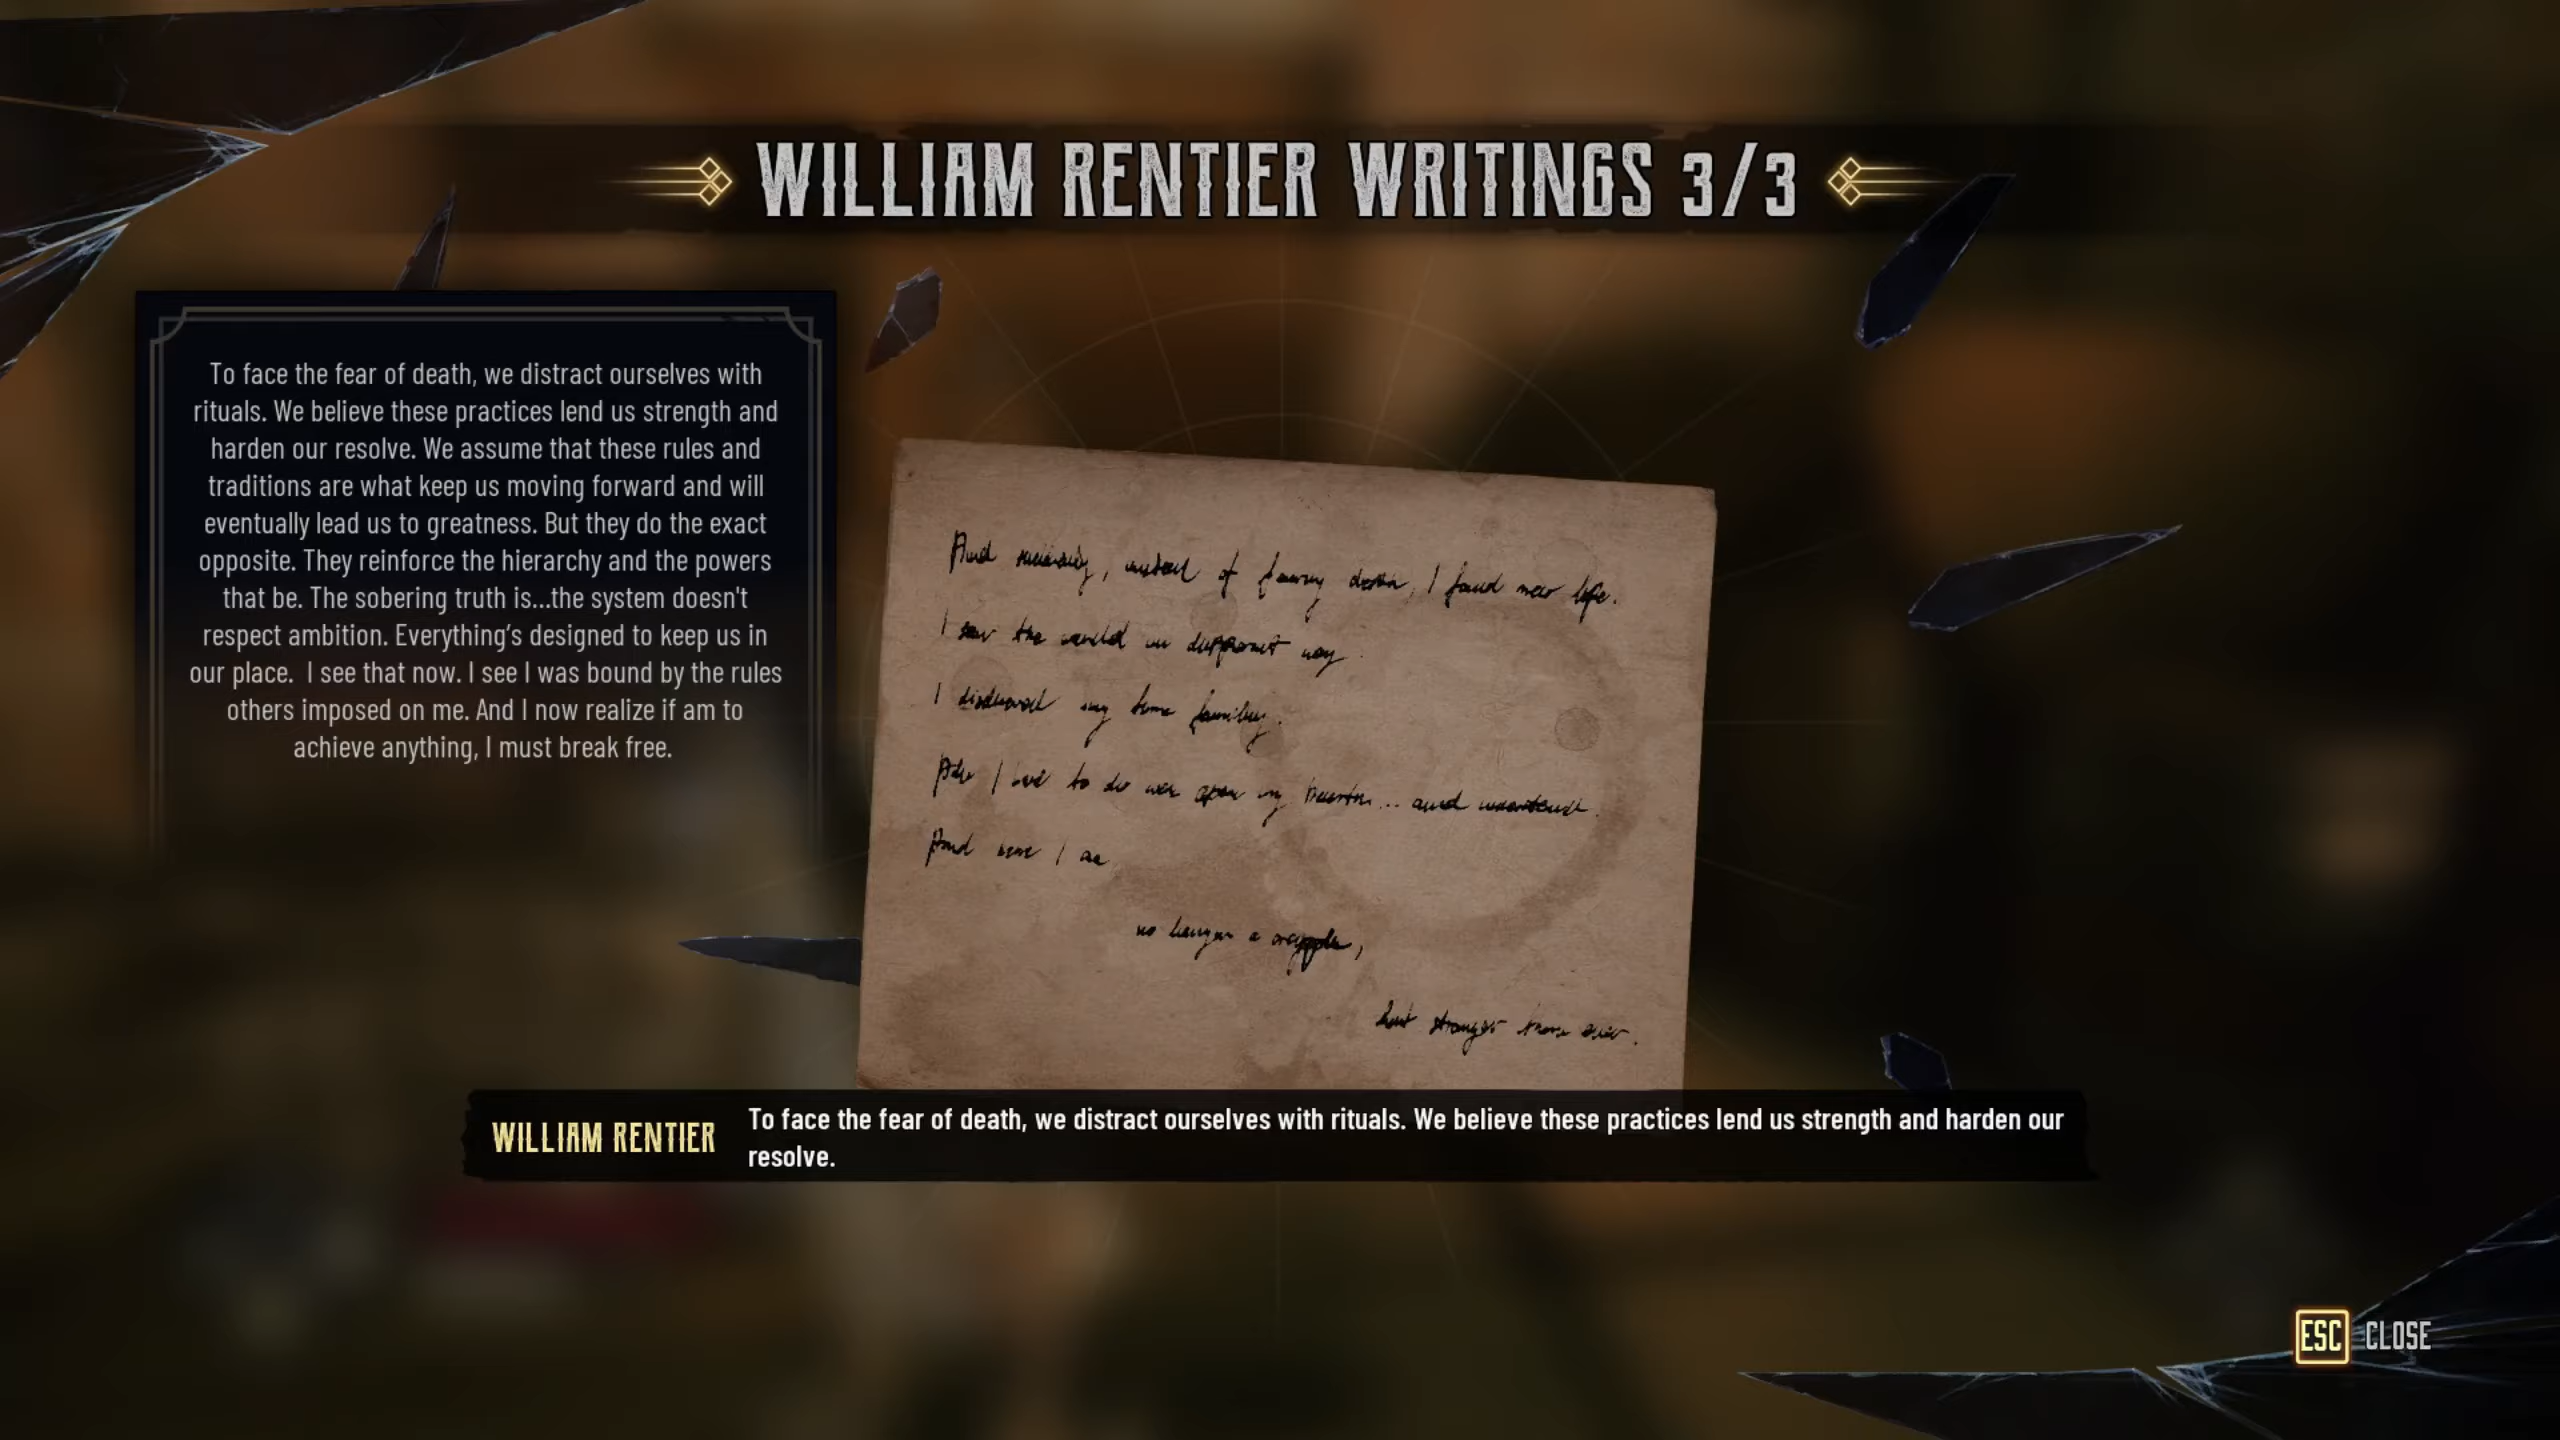 WILLIAM RENTIER WRITINGS 3/3
To face the fear of death, we distract ourselves with
rituals. We believe these practices lend us strength and
harden our resolve. We assume that these rules and
traditions are what keep us moving forward and will
eventually lead us to greatness. But they do the exact
opposite. They reinforce the hierarchy and the powers
that be. The sobering truth is...the system doesn't
respect ambition. Everything’s designed to keep us in
our place.  I see that now. I see I was bound by the rules
others imposed on me. And I now realize if am to
achieve anything, I must break free.
And , instead of facing death, I found new life.
I saw the world in different way.
I discovered my true family.
I had to do was open my ... and
And here I am
no longer a cripple,
but stronger than ever.
WILLIAM RENTIER
To face the fear of death, we distract ourselves with rituals. We believe these practices lend us strength and harden our
resolve.
ESC CLOSE